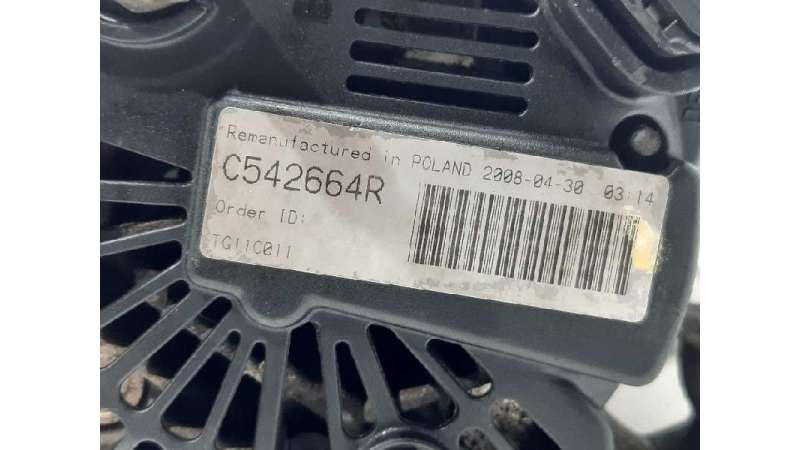 Remanufactured in POLAND 2008-04-30 03:14
C542664R
Order ID:
TG11C011